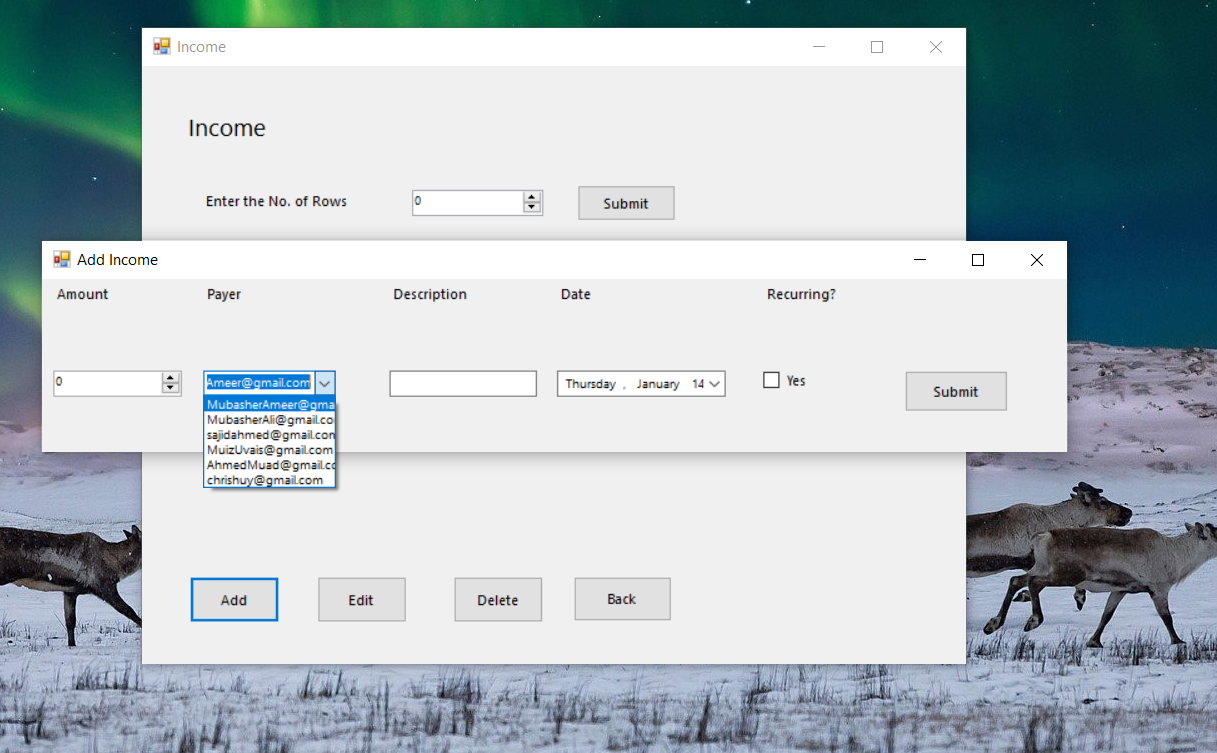 Income
Income
Enter the No. of Rows
0
Submit
Add Income
Amount Payer Description Date Recurring?
0
Ameer@gmail.com
Thursday , January 14
Yes
Submit
MubasherAmeer@gma
MubasherAli@gmail.co
sajidahmed@gmail.com
MuizUvais@gmail.com
AhmedMuad@gmail.co
chrishuy@gmail.com
Add Edit Delete Back